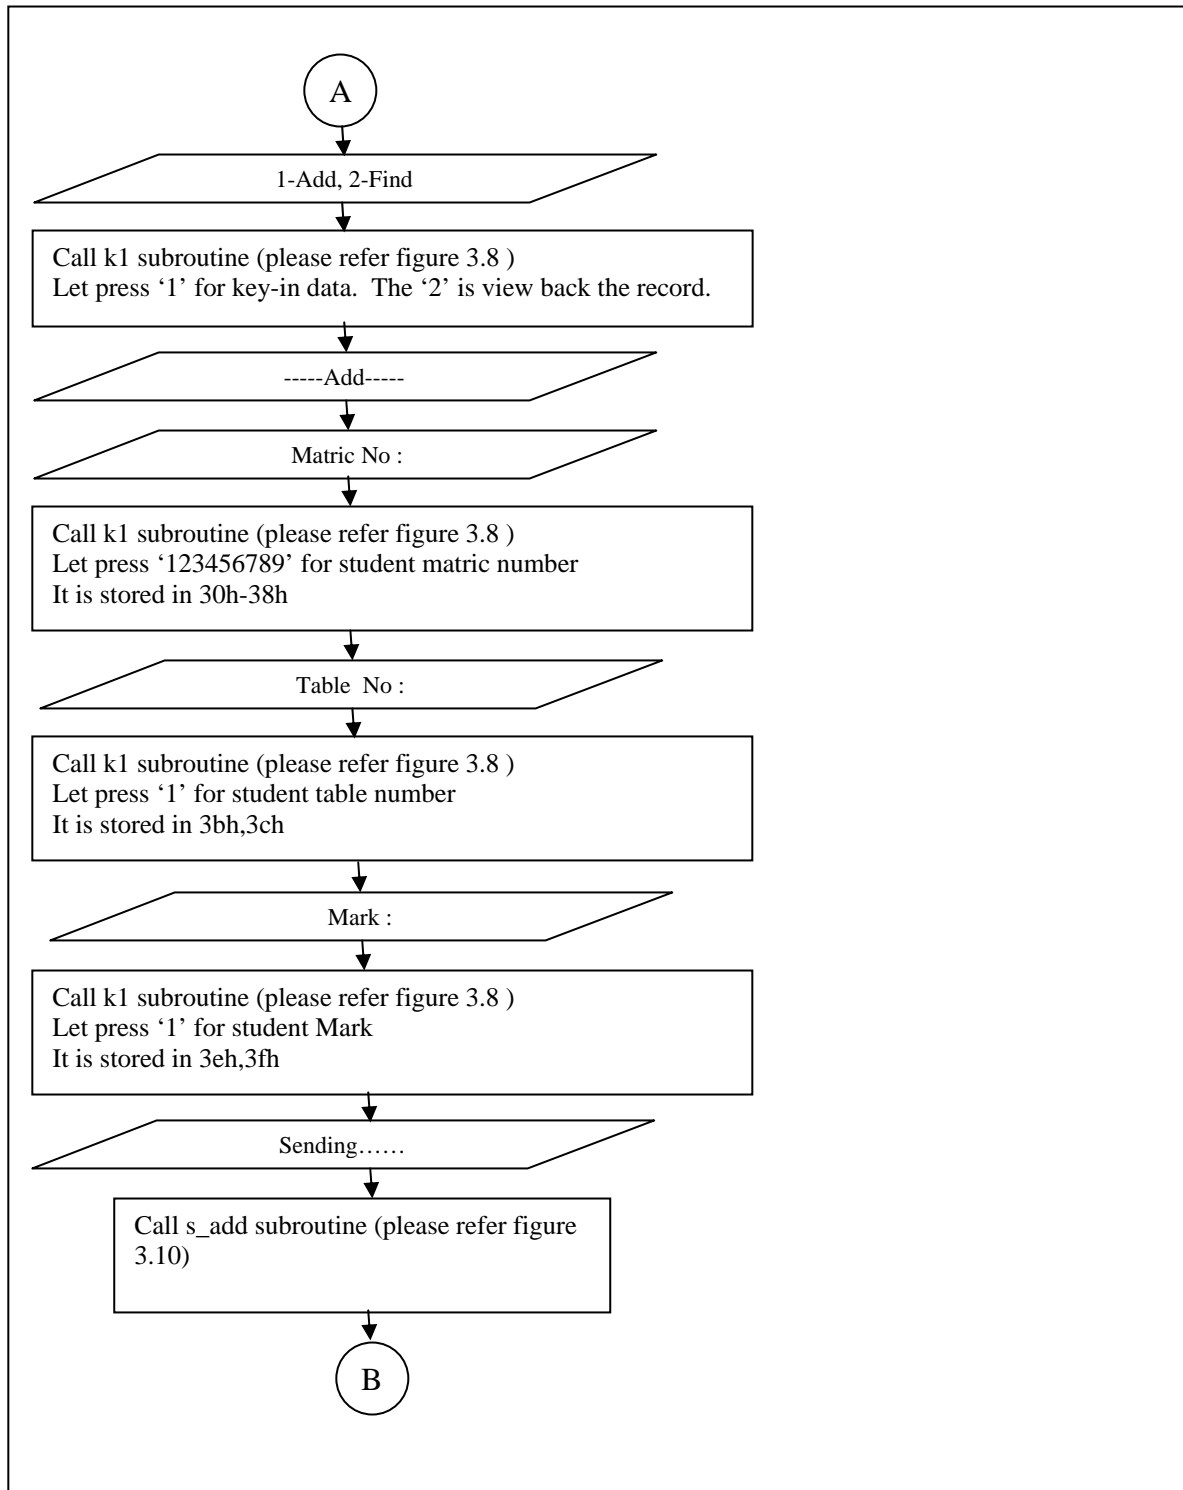 A
1-Add, 2-Find
Call k1 subroutine (please refer figure 3.8 )
Let press ‘1’ for key-in data.  The ‘2’ is view back the record.
-----Add-----
Matric No :
Call k1 subroutine (please refer figure 3.8 )
Let press ‘123456789’ for student matric number
It is stored in 30h-38h
Table  No :
Call k1 subroutine (please refer figure 3.8 )
Let press ‘1’ for student table number
It is stored in 3bh,3ch
Mark :
Call k1 subroutine (please refer figure 3.8 )
Let press ‘1’ for student Mark
It is stored in 3eh,3fh
Sending……
Call s_add subroutine (please refer figure
3.10)
B